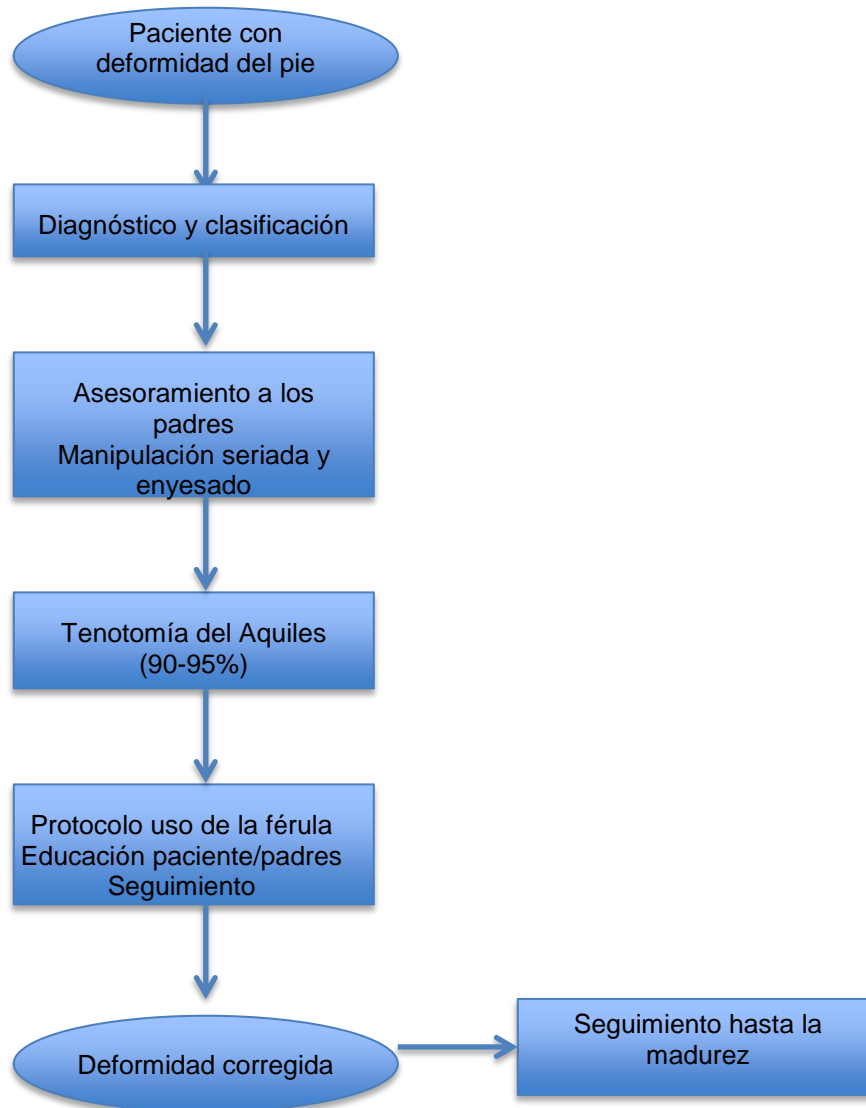 Paciente con
deformidad del pie
Diagnóstico y clasificación
Asesoramiento a los
padres
Manipulación seriada y
enyesado
Tenotomía del Aquiles
(90-95%)
Protocolo uso de la férula
Educación paciente/padres
Seguimiento
Deformidad corregida
Seguimiento hasta la
madurez